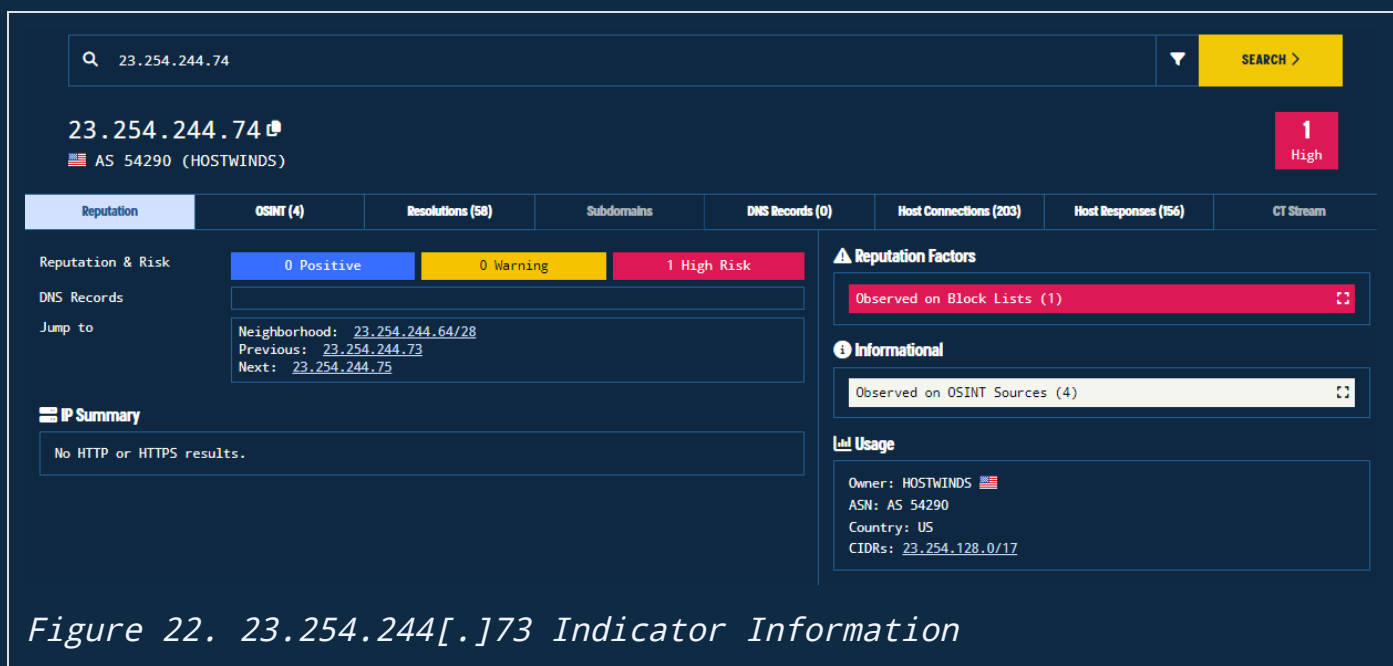 23.254.244.74
SEARCH >
23.254.244.74
AS 54290 (HOSTWINDS)
1
High
Reputation
OSINT (4)
Resolutions (58)
Subdomains
DNS Records (0)
Host Connections (203)
Host Responses (156)
CT Stream
Reputation & Risk
0 Positive
0 Warning
1 High Risk
DNS Records
Jump to
Neighborhood: 23.254.244.64/28
Previous: 23.254.244.73
Next: 23.254.244.75
IP Summary
No HTTP or HTTPS results.
Reputation Factors
Observed on Block Lists (1)
Informational
Observed on OSINT Sources (4)
Usage
Owner: HOSTWINDS
ASN: AS 54290
Country: US
CIDRs: 23.254.128.0/17
Figure 22. 23.254.244[.]73 Indicator Information